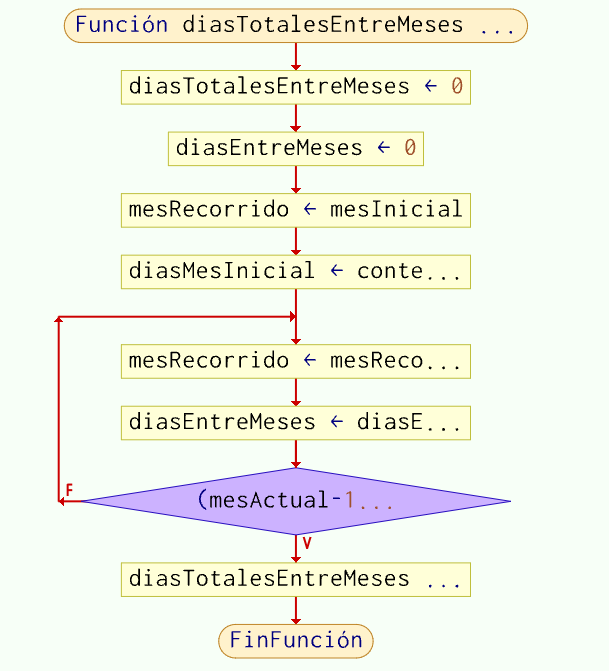 Función diasTotalesEntreMeses ...
diasTotalesEntreMeses ← 0
diasEntreMeses ← 0
mesRecorrido ← mesInicial
diasMesInicial ← conte...
mesRecorrido ← mesReco...
diasEntreMeses ← diasE...
(mesActual-1...
F
V
diasTotalesEntreMeses ...
FinFunción